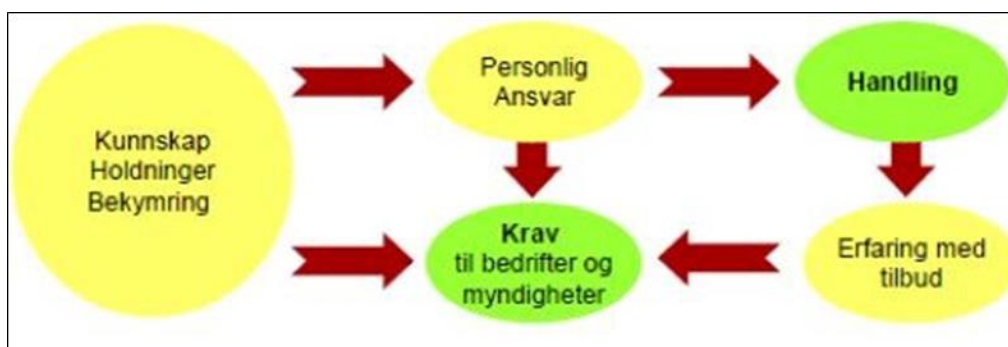 Kunnskap
Holdninger
Bekymring
Personlig
Ansvar
Handling
Krav
til bedrifter og
myndigheter
Erfaring med
tilbud